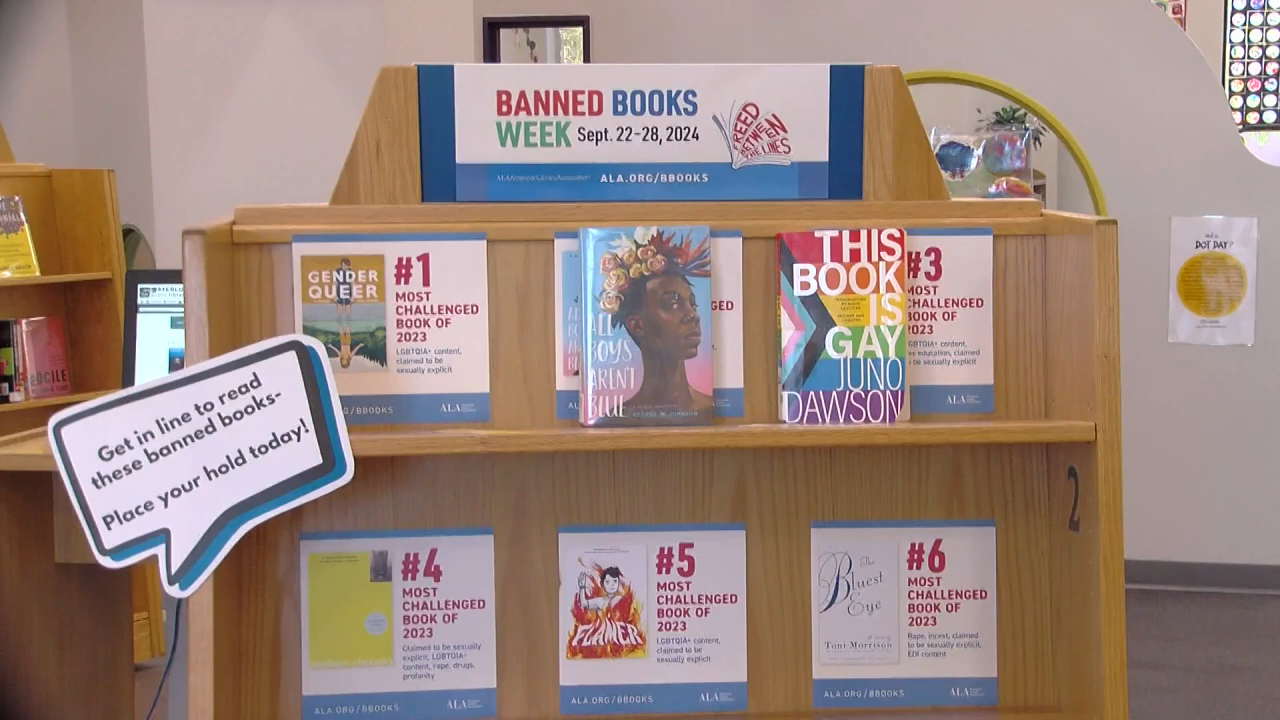 BANNED BOOKS
WEEK Sept. 22-28, 2024
FREED
BETWEEN
THE LINES
ALAAmericanLibraryAssociation ALA.ORG/BBOOKS
Get in line to read
these banned books-
Place your hold today!
GENDER
QUEER
#1
MOST
CHALLENGED
BOOK OF
2023
LGBTQIA+ content,
claimed to be
sexually explicit
BBOOKS
ALA
ALL
BOYS
AREN'T
BLUE
GEORGE M. JOHNSON
THIS
BOOK
IS
GAY
JUNO
DAWSON
#3
MOST
CHALLENGED
BOOK OF
2023
claimed
to be
sexually explicit
ALA
2
#4
MOST
CHALLENGED
BOOK OF
2023
Claimed to be sexually
explicit, LGBTQIA+
content, rape, drugs,
profanity
ALA.ORG/BBOOKS ALA
FLAMER
#5
MOST
CHALLENGED
BOOK OF
2023
LGBTQIA+ content,
claimed to be
sexually explicit
ALA.ORG/BBOOKS ALA
The
Bluest
Eye
a novel
Toni Morrison
#6
MOST
CHALLENGED
BOOK OF
2023
Rape, incest, claimed
to be sexually explicit,
EDI content
ALA.ORG/BBOOKS ALA
DOT DAY?